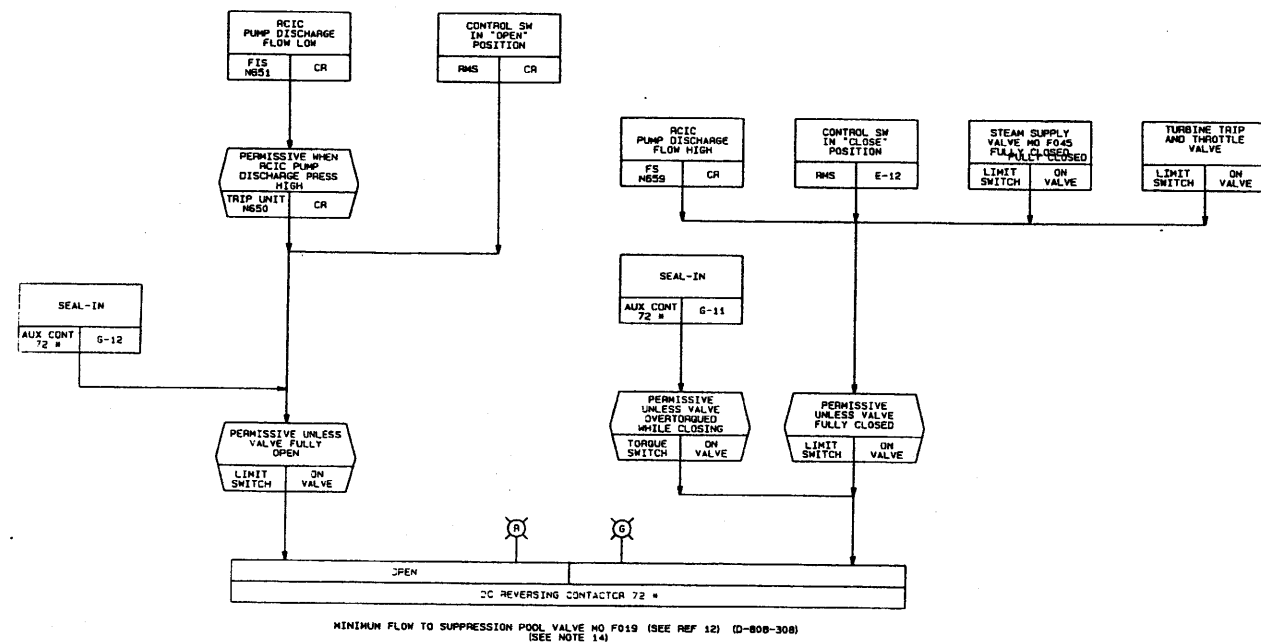 RCIC
PUMP DISCHARGE
FLOW LOW
FIS
N651
CR
CONTROL SW
IN "OPEN"
POSITION
RMS
CR
PERMISSIVE WHEN
RCIC PUMP
DISCHARGE PRESS
HIGH
TRIP UNIT
N650
CR
RCIC
PUMP DISCHARGE
FLOW HIGH
FS
N659
CR
CONTROL SW
IN "CLOSE"
POSITION
RMS
E-12
STEAM SUPPLY
VALVE MO F045
FULLY CLOSED
FULLY CLOSED
LIMIT
SWITCH
ON
VALVE
TURBINE TRIP
AND THROTTLE
VALVE
LIMIT
SWITCH
ON
VALVE
SEAL-IN
AUX CONT
72 *
G-12
SEAL-IN
AUX CONT
72 *
G-11
PERMISSIVE UNLESS
VALVE FULLY
OPEN
LIMIT
SWITCH
ON
VALVE
PERMISSIVE
UNLESS VALVE
OVERTORQUED
WHILE CLOSING
TORQUE
SWITCH
ON
VALVE
PERMISSIVE
UNLESS VALVE
FULLY CLOSED
LIMIT
SWITCH
ON
VALVE
R
G
OPEN
DC REVERSING CONTACTOR 72 *
MINIMUM FLOW TO SUPPRESSION POOL VALVE MO F019 (SEE REF 12) (D-808-308)
(SEE NOTE 14)